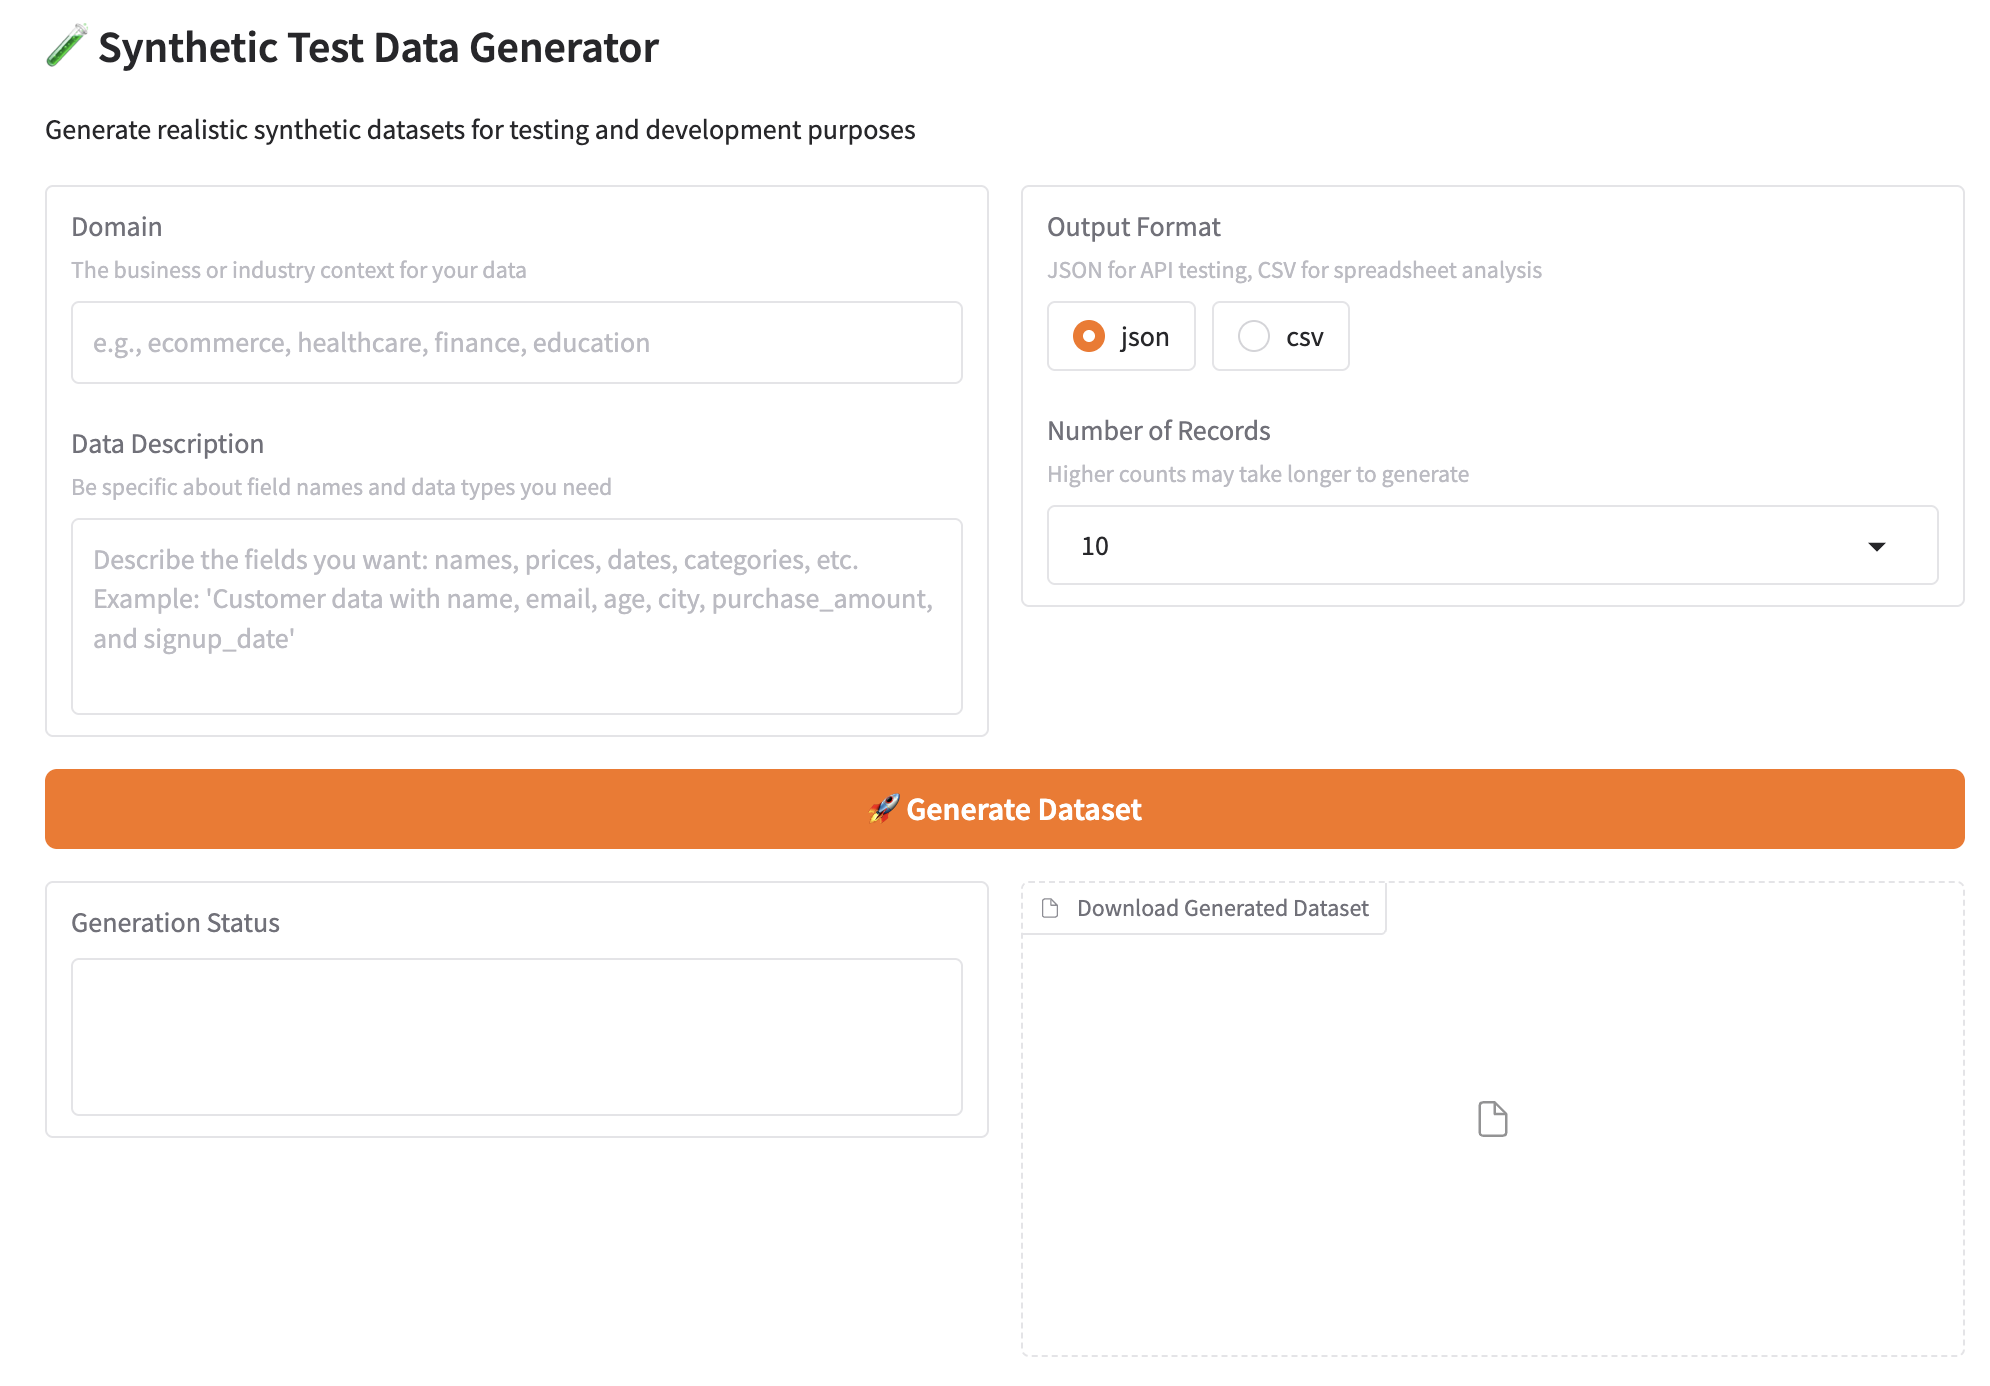 🧪 Synthetic Test Data Generator
Generate realistic synthetic datasets for testing and development purposes
Domain
The business or industry context for your data
e.g., ecommerce, healthcare, finance, education
Data Description
Be specific about field names and data types you need
Describe the fields you want: names, prices, dates, categories, etc.
Example: 'Customer data with name, email, age, city, purchase_amount,
and signup_date'
Output Format
JSON for API testing, CSV for spreadsheet analysis
json
csv
Number of Records
Higher counts may take longer to generate
10
🚀 Generate Dataset
Generation Status
Download Generated Dataset